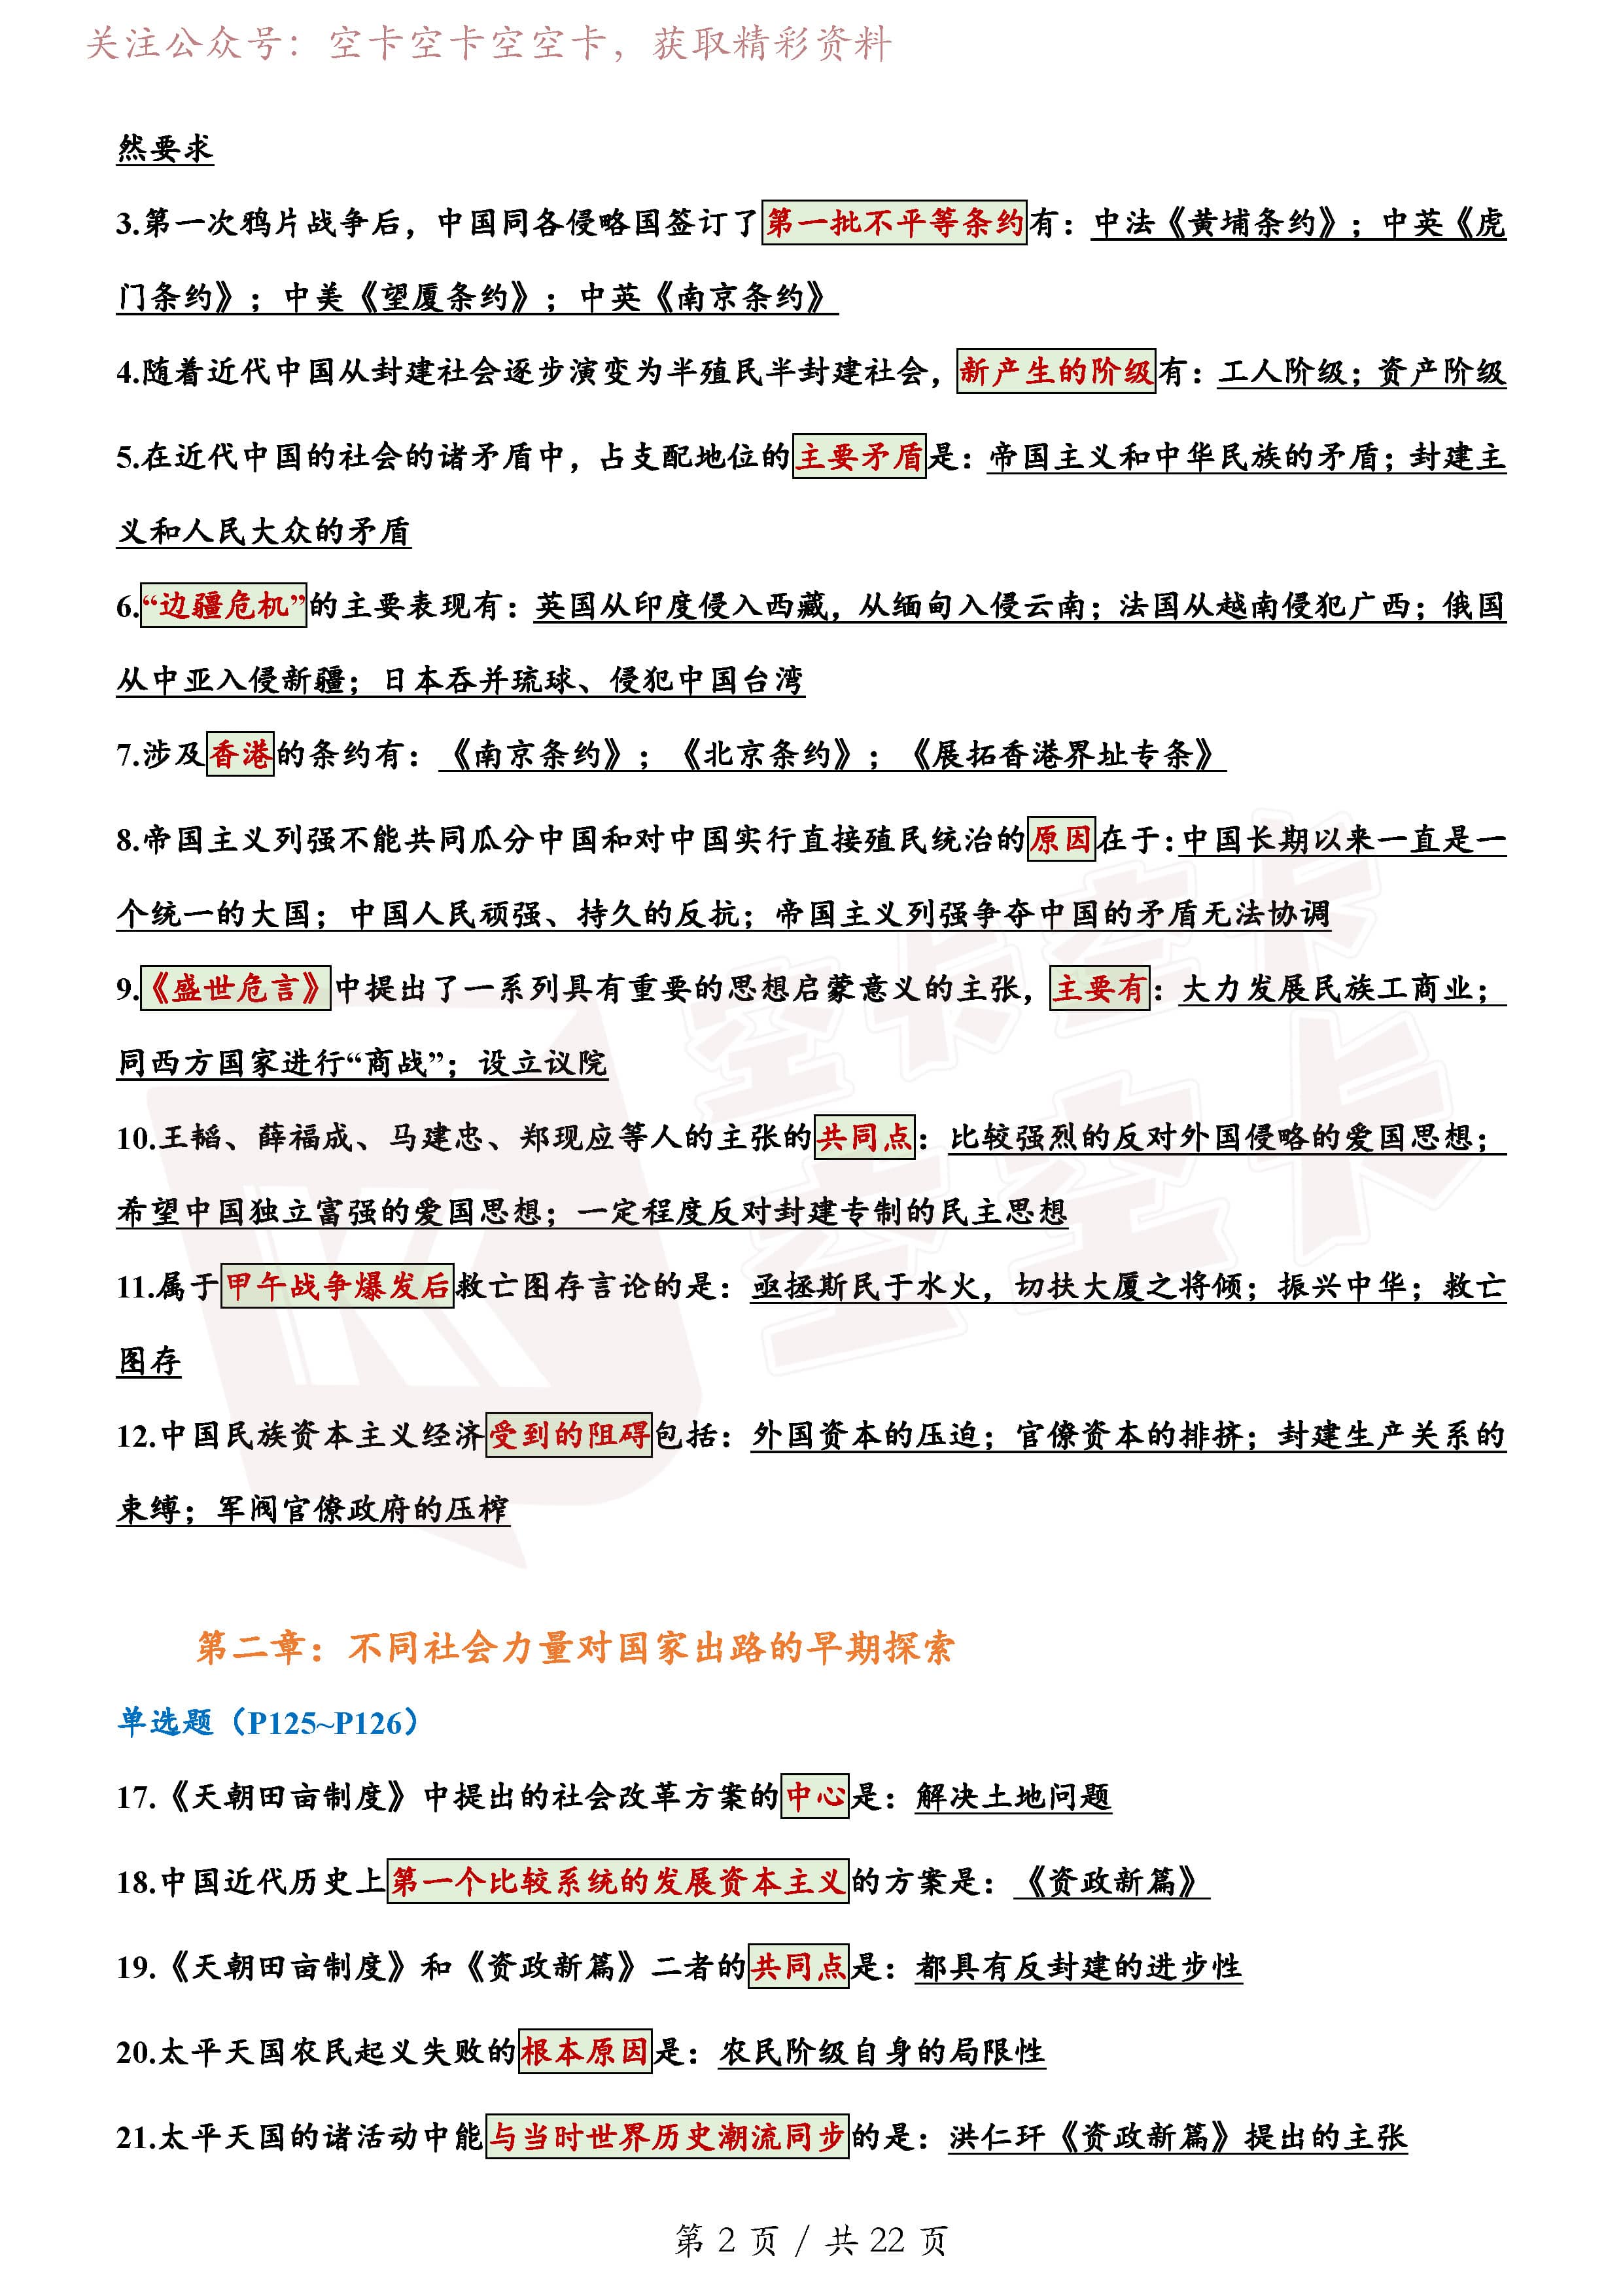 关注公众号：空卡空卡空空卡，获取精彩资料
然要求
3.第一次鸦片战争后，中国同各侵略国签订了第一批不平等条约有：中法《黄埔条约》；中英《虎
门条约》；中美《望厦条约》；中英《南京条约》
4.随着近代中国从封建社会逐步演变为半殖民半封建社会，新产生的阶级有：工人阶级；资产阶级
5.在近代中国的社会的诸矛盾中，占支配地位的主要矛盾是：帝国主义和中华民族的矛盾；封建主
义和人民大众的矛盾
6.“边疆危机”的主要表现有：英国从印度侵入西藏，从缅甸入侵云南；法国从越南侵犯广西；俄国
从中亚入侵新疆；日本吞并琉球、侵犯中国台湾
7.涉及香港的条约有：《南京条约》；《北京条约》；《展拓香港界址专条》
8.帝国主义列强不能共同瓜分中国和对中国实行直接殖民统治的原因在于：中国长期以来一直是一
个统一的大国；中国人民顽强、持久的反抗；帝国主义列强争夺中国的矛盾无法协调
9.《盛世危言》中提出了一系列具有重要的思想启蒙意义的主张，主要有：大力发展民族工商业；
同西方国家进行“商战”；设立议院
10.王韬、薛福成、马建忠、郑现应等人的主张的共同点：比较强烈的反对外国侵略的爱国思想；
希望中国独立富强的爱国思想；一定程度反对封建专制的民主思想
11.属于甲午战争爆发后救亡图存言论的是：亟拯斯民于水火，切扶大厦之将倾；振兴中华；救亡
图存
12.中国民族资本主义经济受到的阻碍包括：外国资本的压迫；官僚资本的排挤；封建生产关系的
束缚；军阀官僚政府的压榨
空卡空卡
空空卡
第二章：不同社会力量对国家出路的早期探索
单选题（P125~P126）
17.《天朝田亩制度》中提出的社会改革方案的中心是：解决土地问题
18.中国近代历史上第一个比较系统的发展资本主义的方案是：《资政新篇》
19.《天朝田亩制度》和《资政新篇》二者的共同点是：都具有反封建的进步性
20.太平天国农民起义失败的根本原因是：农民阶级自身的局限性
21.太平天国的诸活动中能与当时世界历史潮流同步的是：洪仁玕《资政新篇》提出的主张
第 2 页 / 共 22 页